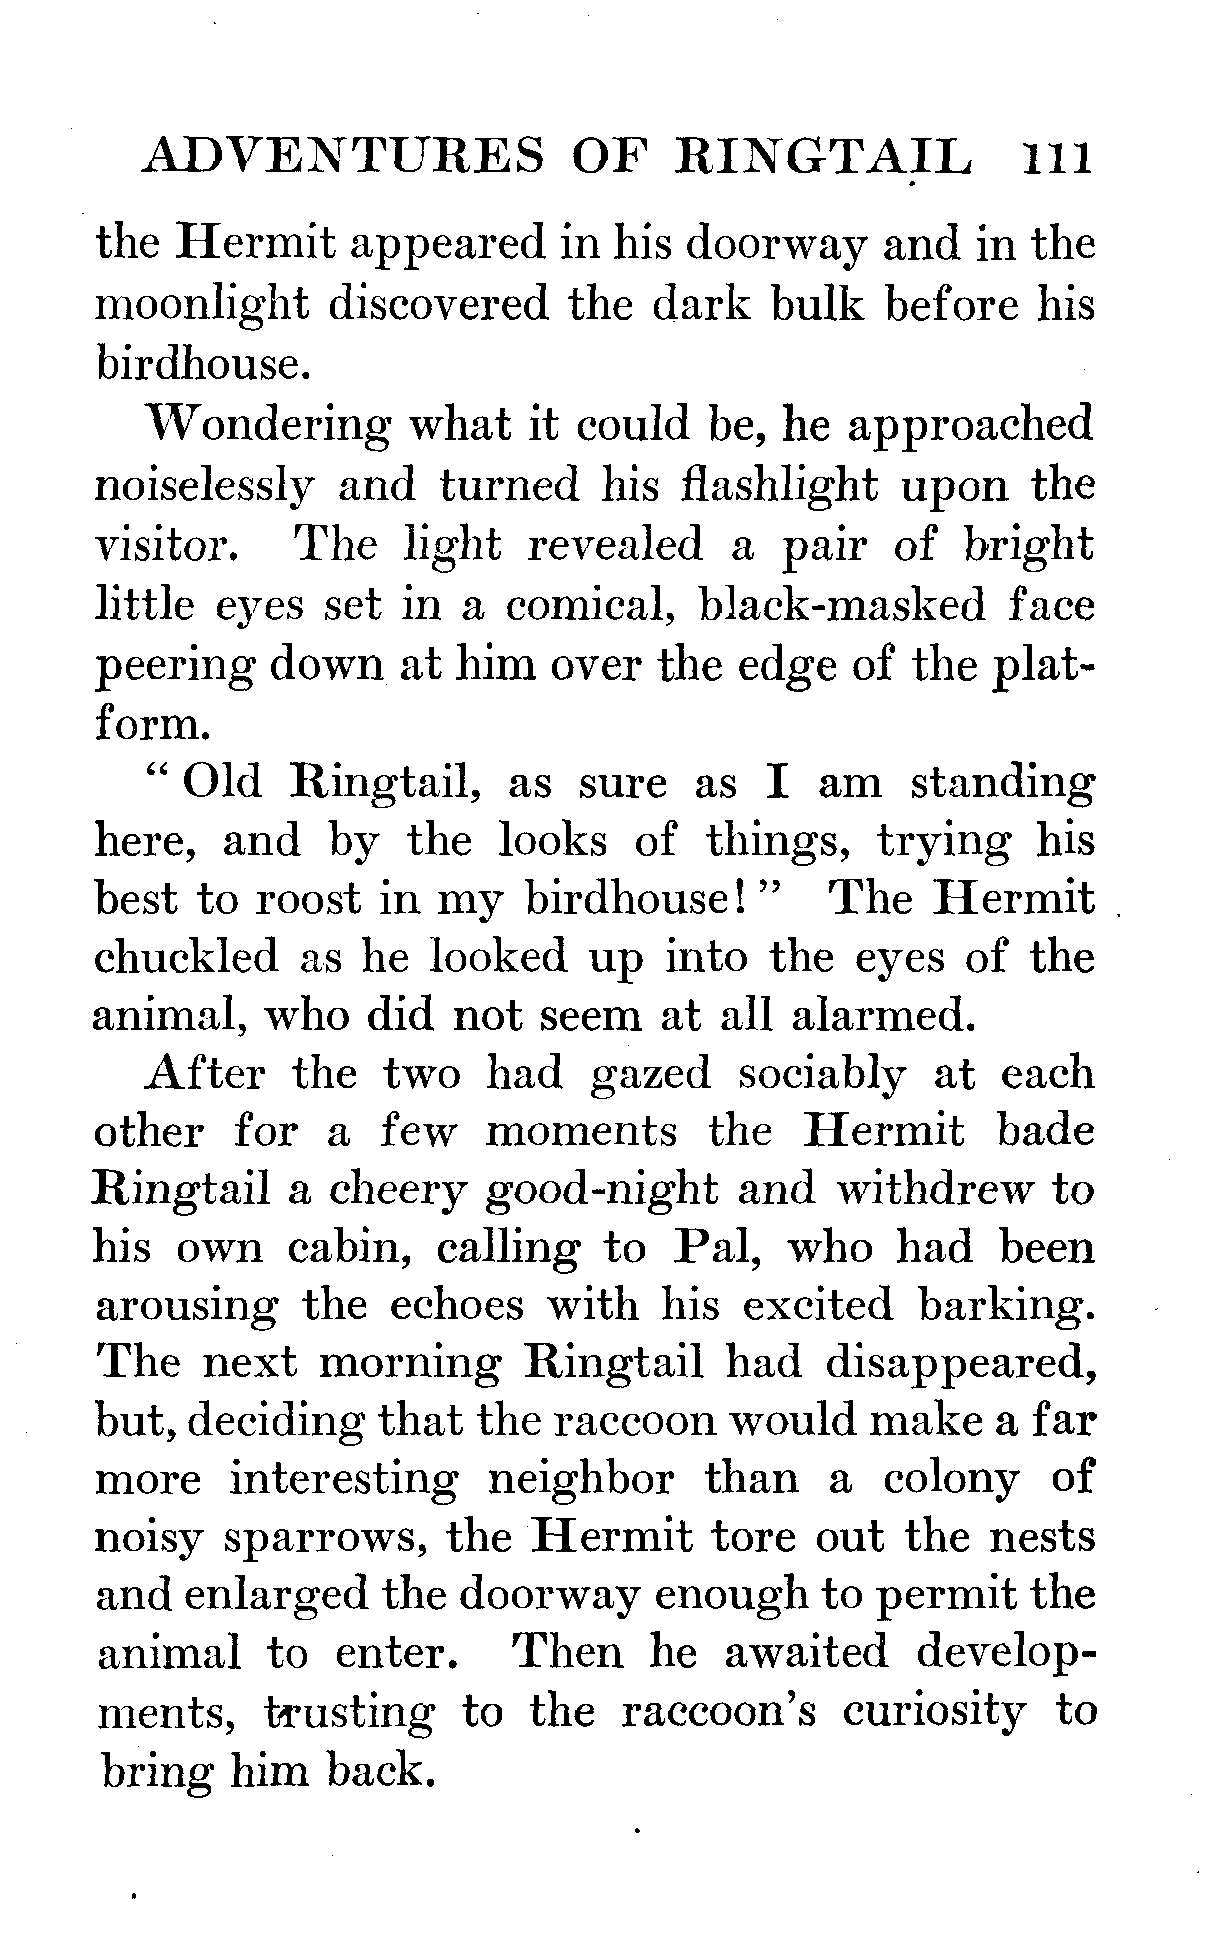 ADVENTURES OF RINGTAIL 111
the Hermit appeared in his doorway and in the
moonlight discovered the dark bulk before his
birdhouse.
Wondering what it could be, he approached
noiselessly and turned his flashlight upon the
visitor. The light revealed a pair of bright
little eyes set in a comical, black-masked face
peering down at him over the edge of the plat-
form.
“ Old Ringtail, as sure as I am standing
here, and by the looks of things, trying his
best to roost in my birdhouse! ” The Hermit
chuckled as he looked up into the eyes of the
animal, who did not seem at all alarmed.
After the two had gazed sociably at each
other for a few moments the Hermit bade
Ringtail a cheery good-night and withdrew to
his own cabin, calling to Pal, who had been
arousing the echoes with his excited barking.
The next morning Ringtail had disappeared,
but, deciding that the raccoon would make a far
more interesting neighbor than a colony of
noisy sparrows, the Hermit tore out the nests
and enlarged the doorway enough to permit the
animal to enter. Then he awaited develop-
ments, trusting to the raccoon’s curiosity to
bring him back.